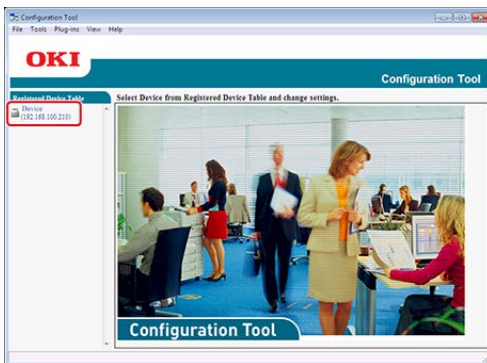 Configuration Tool
File Tools Plug-ins View Help
OKI
Configuration Tool
Registered Device Table
Select Device from Registered Device Table and change settings.
Device
(192.168.100.210)
Configuration Tool